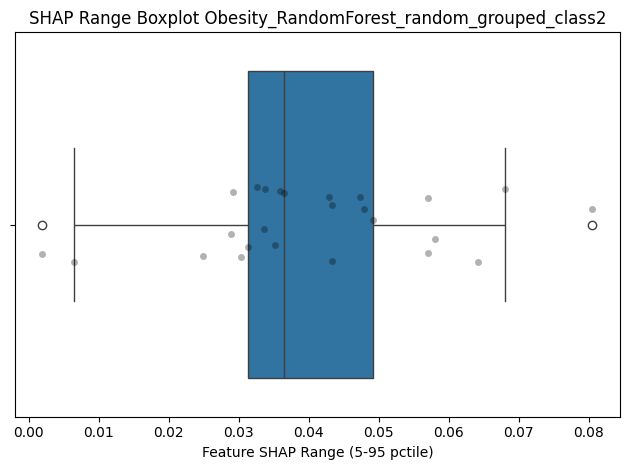 SHAP Range Boxplot Obesity_RandomForest_random_grouped_class2
0.00 0.01 0.02 0.03 0.04 0.05 0.06 0.07 0.08
Feature SHAP Range (5-95 pctile)